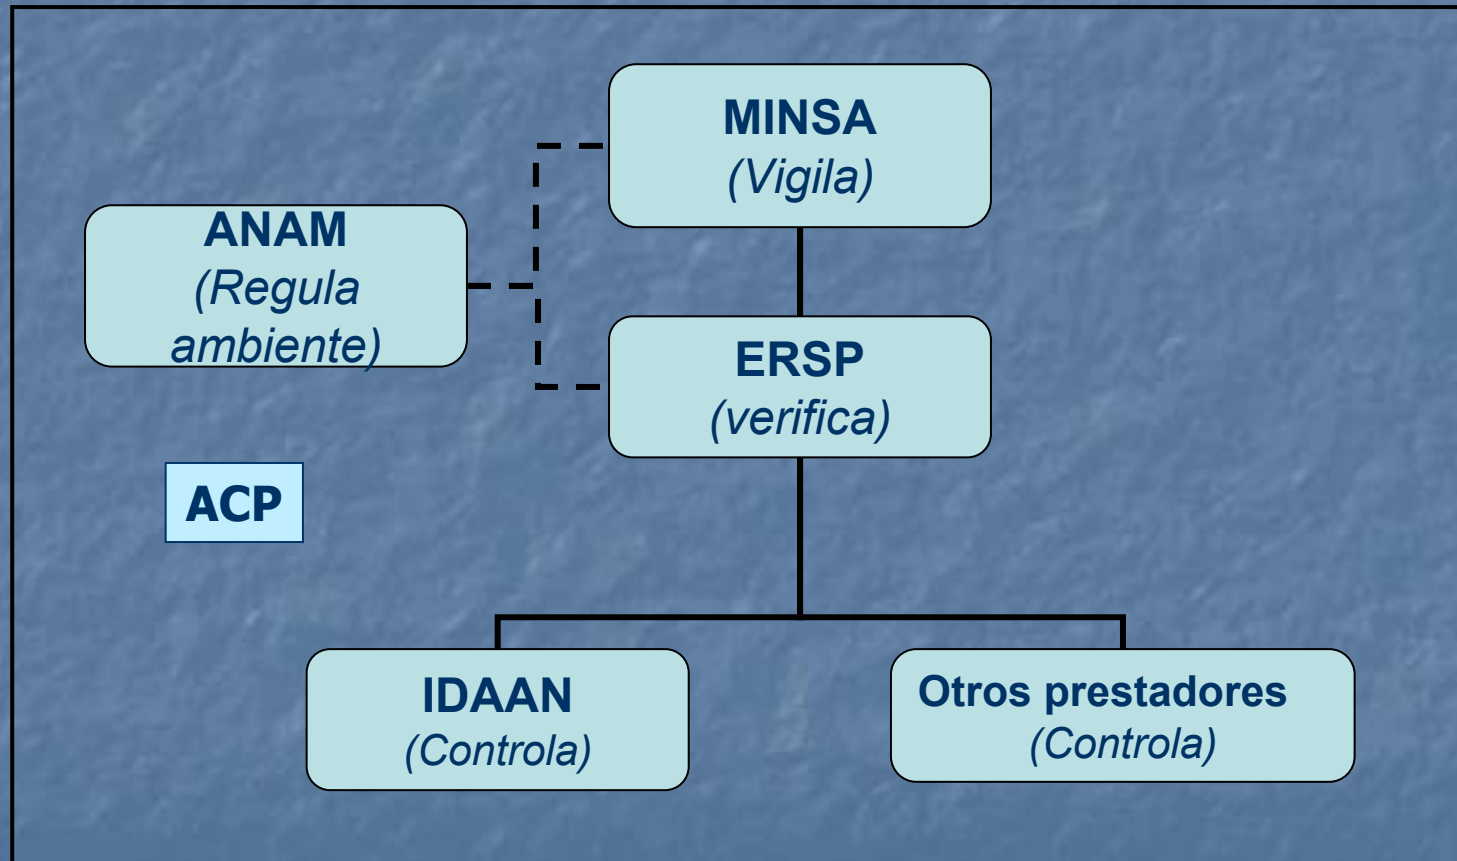 MINSA
(Vigila)
ANAM
(Regula
ambiente)
ERSP
(verifica)
ACP
IDAAN
(Controla)
Otros prestadores
(Controla)